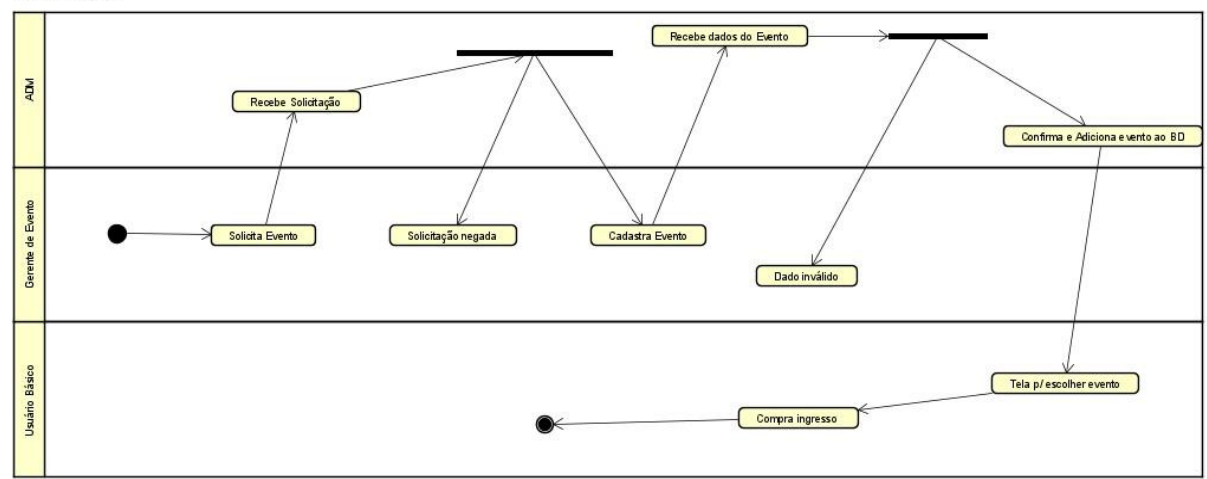 ADM
Recebe Solicitação
Recebe dados do Evento
Confirma e Adiciona evento ao BD
Gerente de Evento
Solicita Evento
Solicitação negada
Cadastra Evento
Dado inválido
Usuário Básico
Tela p/ escolher evento
Compra ingresso